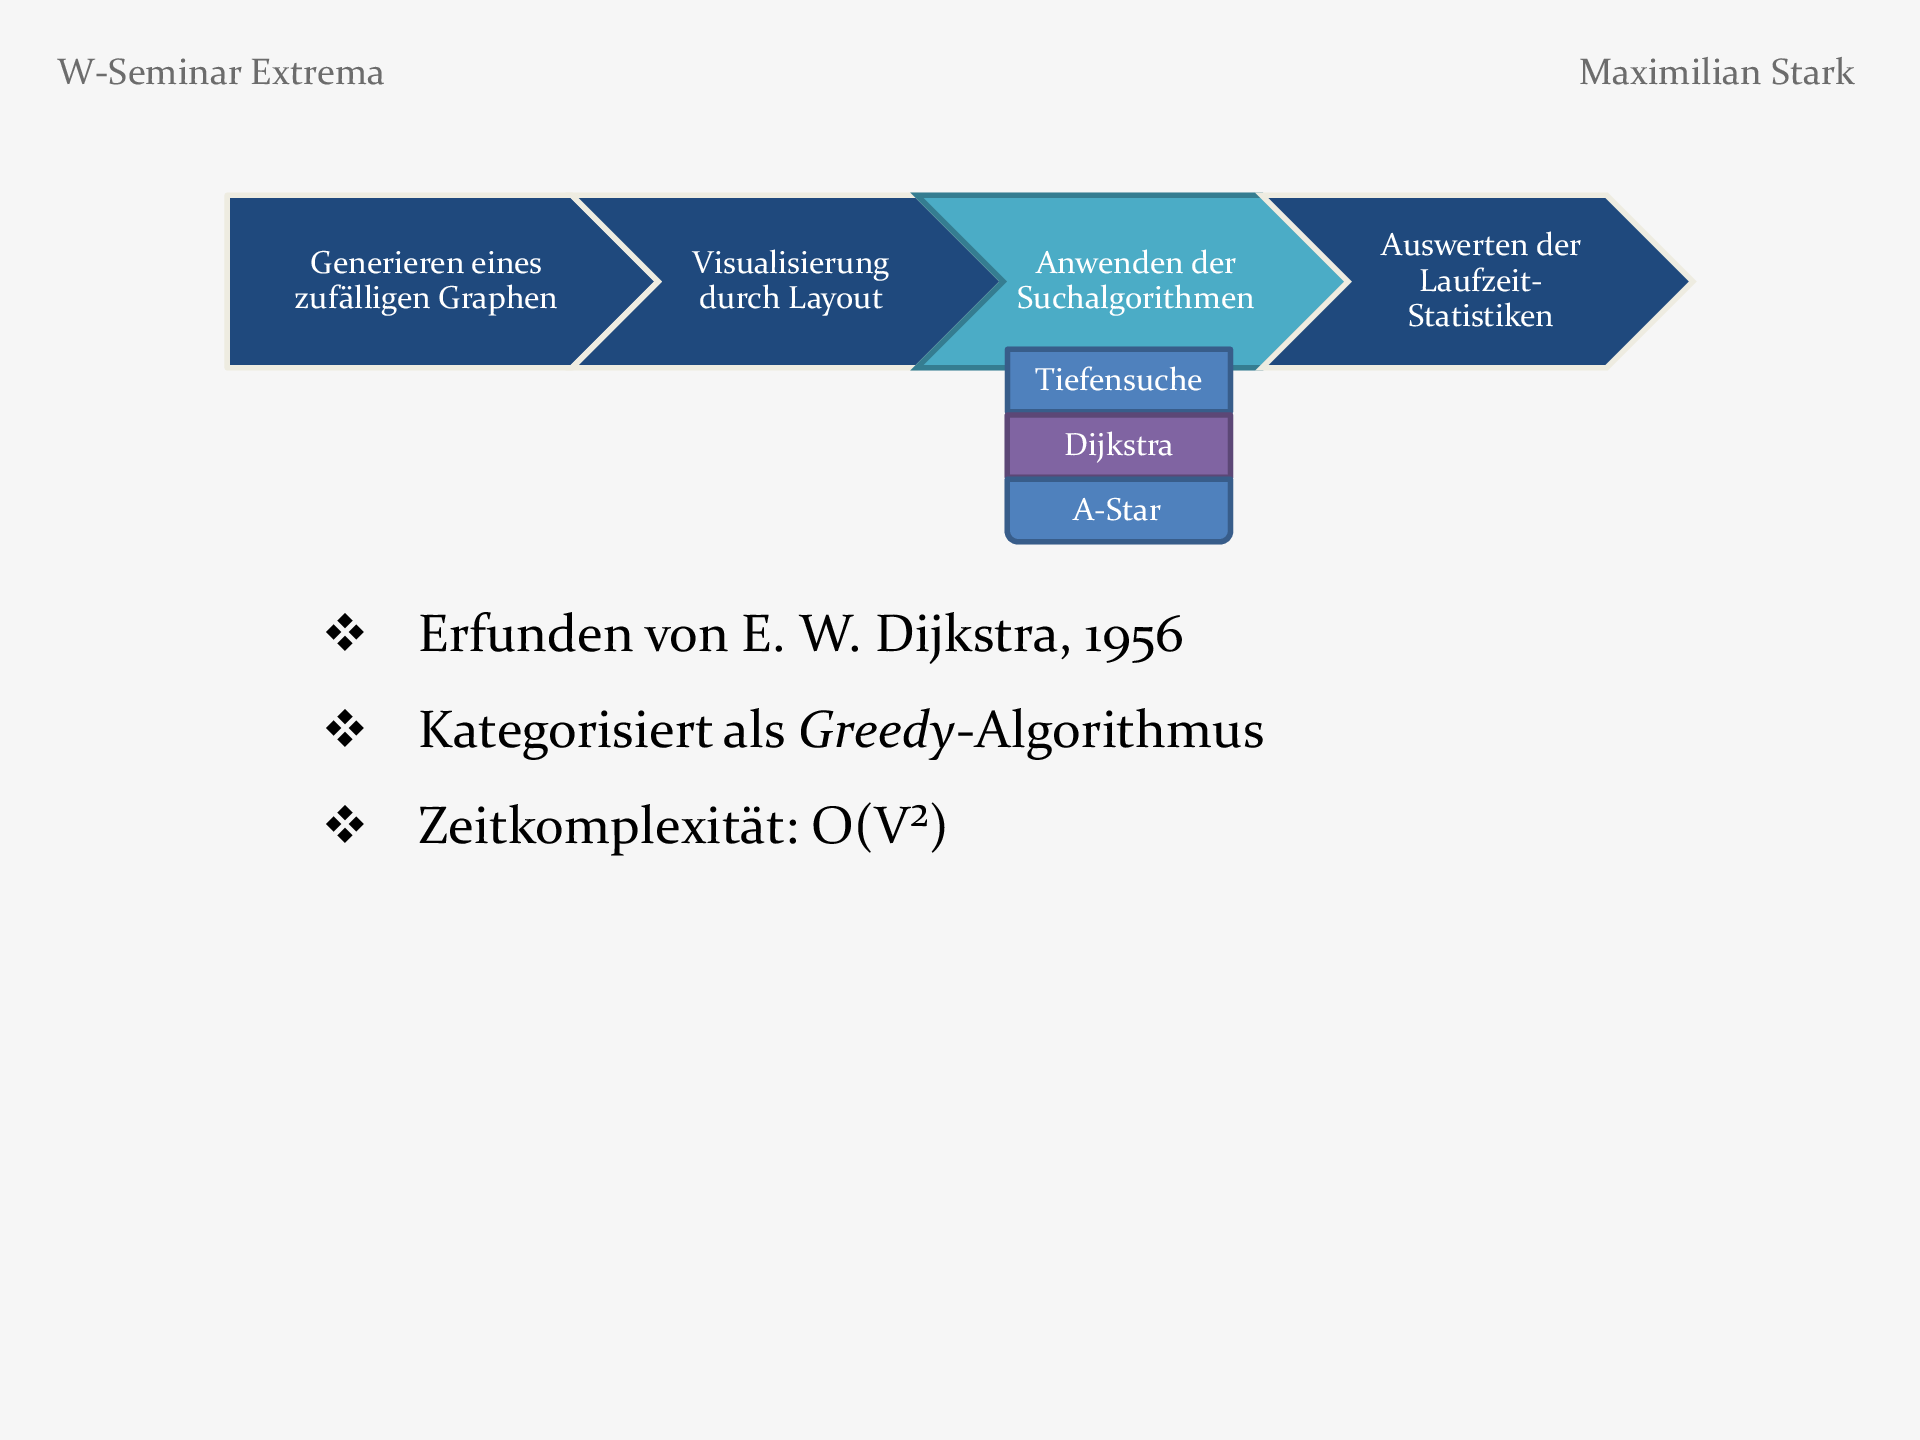 W-Seminar Extrema
Maximilian Stark
Generieren eines
zufälligen Graphen
Visualisierung
durch Layout
Anwenden der
Suchalgorithmen
Auswerten der
Laufzeit-
Statistiken
Tiefensuche
Dijkstra
A-Star
❖ Erfunden von E. W. Dijkstra, 1956
❖ Kategorisiert als Greedy-Algorithmus
❖ Zeitkomplexität: O(V²)